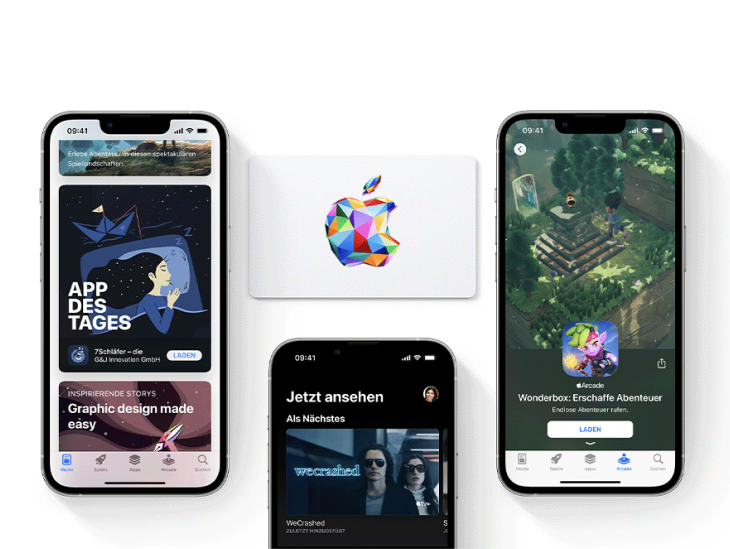 09:41
Erlebe Abenteuer in diesen spektakulären
Spiellandschaften.
APP
DES
TAGES
7Schläfer – die
G&J Innovation GmbH
LADEN
INSPIRIERENDE STORYS
Graphic design made
easy
Heute
Spiele
Apps
Arcade
Suchen
09:41
Jetzt ansehen
Als Nächstes
wecrashed
tv+
WeCrashed
ZULETZT HINZUGEFÜGT
S
09:41
Arcade
Wonderbox: Erschaffe Abenteuer
Endlose Abenteuer rufen.
LADEN
Heute
Spiele
Apps
Arcade
Suchen